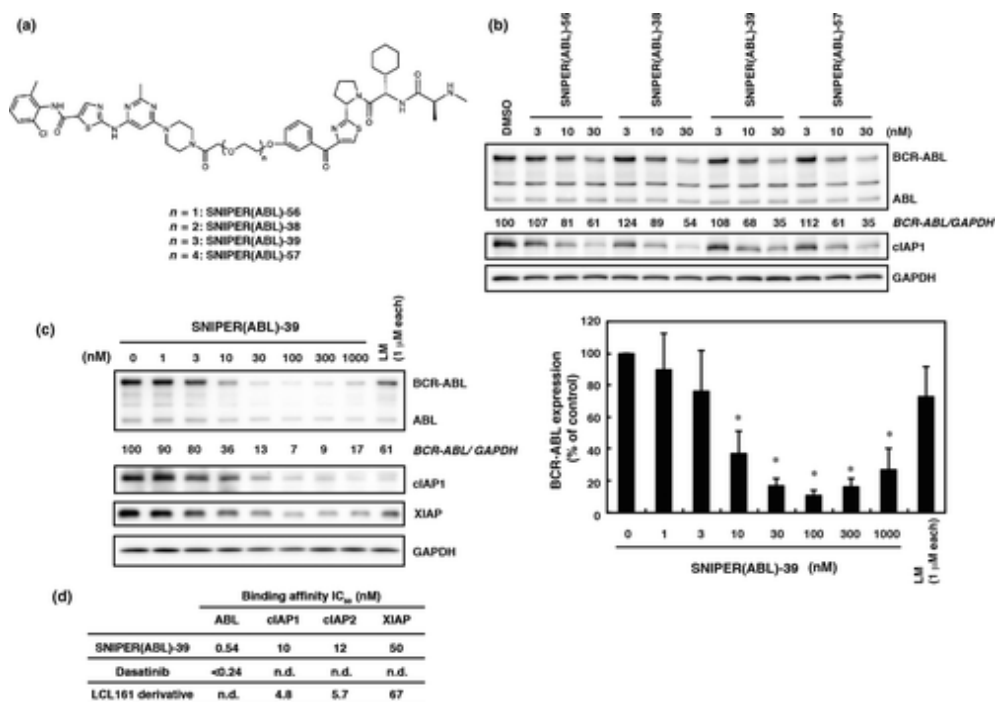 (a)
CH3
n = 1: SNIPER(ABL)-56
n = 2: SNIPER(ABL)-38
n = 3: SNIPER(ABL)-39
n = 4: SNIPER(ABL)-57
(b)
DMSO SNIPER(ABL)-56 SNIPER(ABL)-38 SNIPER(ABL)-39 SNIPER(ABL)-57
3 10 30 3 10 30 3 10 30 3 10 30 (nM)
BCR-ABL
ABL
100 107 81 61 124 89 54 108 68 35 112 61 35 BCR-ABL/GAPDH
cIAP1
GAPDH
(c)
SNIPER(ABL)-39
(nM) 0 1 3 10 30 100 300 1000 LM (1 μM each)
BCR-ABL
ABL
100 90 80 36 13 7 9 17 61 BCR-ABL/ GAPDH
cIAP1
XIAP
GAPDH
BCR-ABL expression
(% of control)
120
100
80
60
40
20
0
* * * * *
0 1 3 10 30 100 300 1000 LM (1 μM each)
SNIPER(ABL)-39 (nM)
(d)
Binding affinity IC50 (nM)
ABL cIAP1 cIAP2 XIAP
SNIPER(ABL)-39 0.54 10 12 50
Dasatinib <0.24 n.d. n.d. n.d.
LCL161 derivative n.d. 4.8 5.7 67